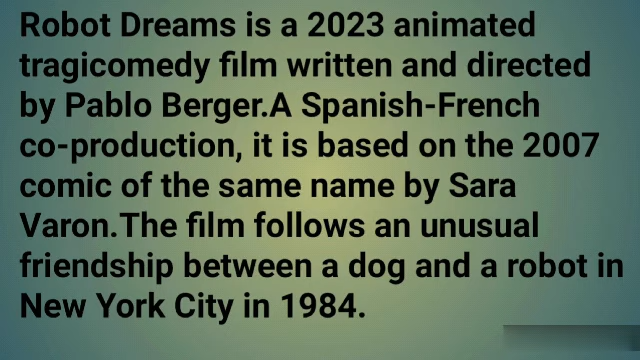 Robot Dreams is a 2023 animated
tragicomedy film written and directed
by Pablo Berger.A Spanish-French
co-production, it is based on the 2007
comic of the same name by Sara
Varon.The film follows an unusual
friendship between a dog and a robot in
New York City in 1984.